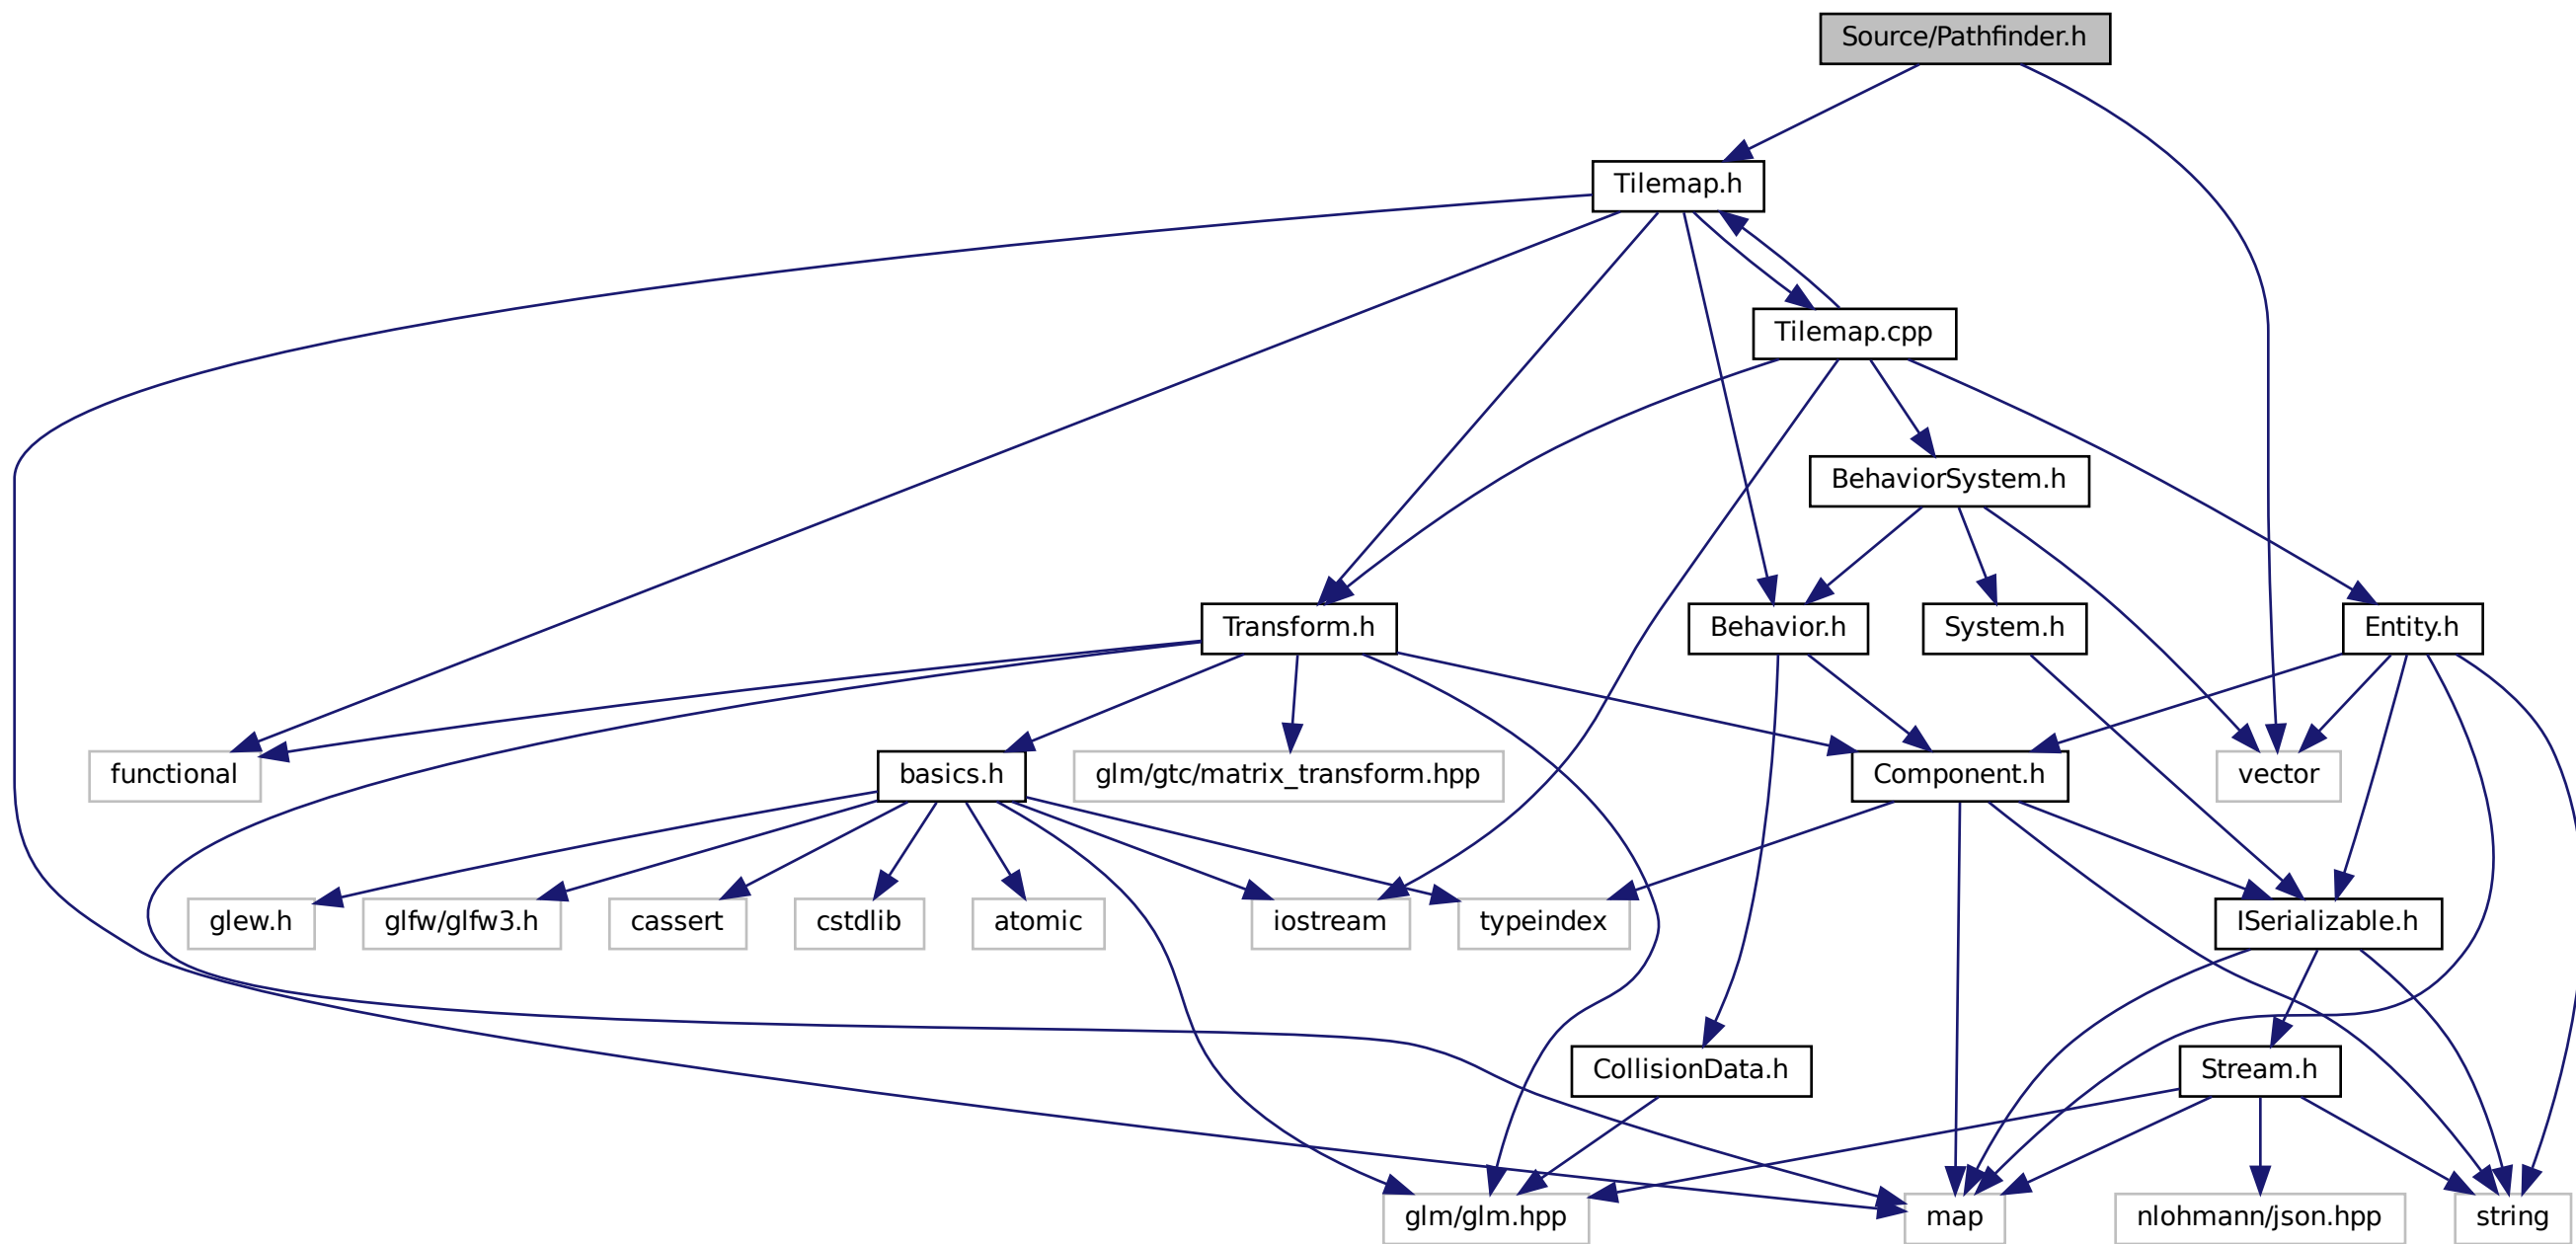 Source/Pathfinder.h
Tilemap.h
Tilemap.cpp
BehaviorSystem.h
Transform.h
Behavior.h
System.h
Entity.h
functional
basics.h
glm/gtc/matrix_transform.hpp
Component.h
vector
glew.h
glfw/glfw3.h
cassert
cstdlib
atomic
iostream
typeindex
ISerializable.h
CollisionData.h
Stream.h
glm/glm.hpp
map
nlohmann/json.hpp
string